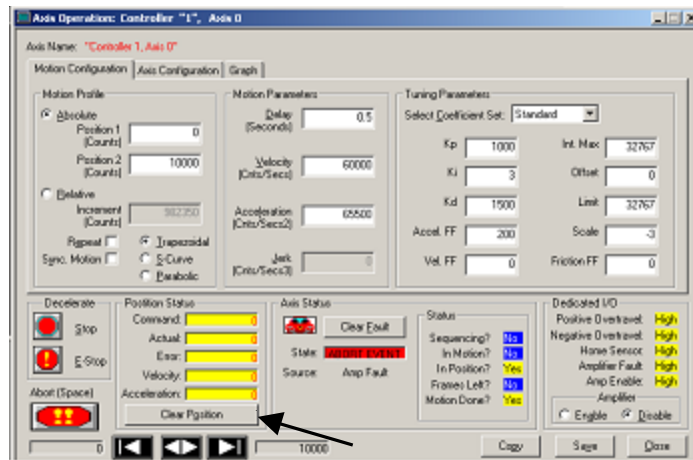 Axis Operation: Controller "1", Axis 0
Axis Name: "Controller 1, Axis 0"
Motion Configuration Axis Configuration Graph
Motion Profile
Absolute
Position 1 (Counts) 0
Position 2 (Counts) 10000
Relative
Increment (Counts) 982350
Repeat Trapezoidal
Sync. Motion S-Curve
Parabolic
Motion Parameters
Delay (Seconds) 0.5
Velocity (Cnts/Secs) 60000
Acceleration (Cnts/Secs2) 65500
Jerk (Cnts/Secs3) 0
Tuning Parameters
Select Coefficient Set: Standard
Kp 1000 Int. Max 32767
Ki 3 Offset 0
Kd 1500 Limit 32767
Accel. FF 200 Scale -3
Vel. FF 0 Friction FF 0
Decelerate
Stop
E-Stop
Abort (Space)
Position Status
Command: 0
Actual: 0
Error: 0
Velocity: 0
Acceleration: 0
Clear Position
Axis Status
Clear Fault
State: ABORT EVENT
Source: Amp Fault
Status
Sequencing? No
In Motion? No
In Position? Yes
Frames Left? No
Motion Done? Yes
Dedicated I/O
Positive Overtravel: High
Negative Overtravel: High
Home Sensor: High
Amplifier Fault: High
Amp Enable: High
Amplifier
Enable Disable
0 10000 Copy Save Close